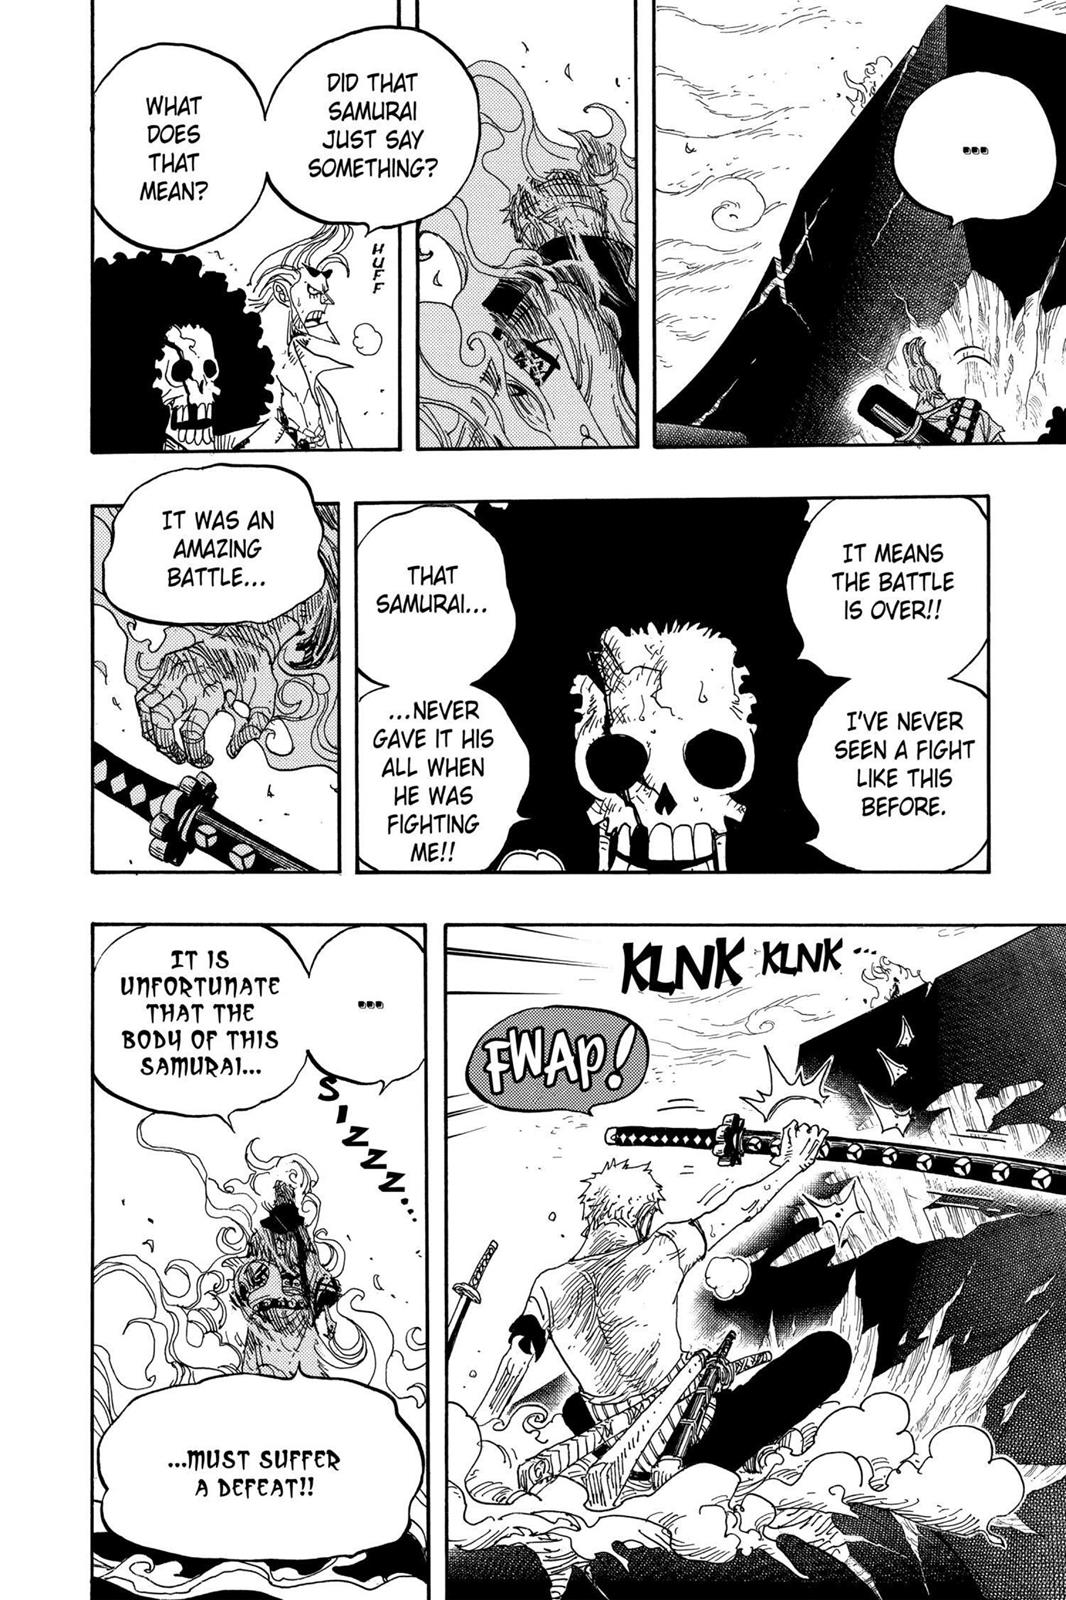 ...
DID THAT
SAMURAI
JUST SAY
SOMETHING?
WHAT
DOES
THAT
MEAN?
HUFF
IT MEANS
THE BATTLE
IS OVER!!
I'VE NEVER
SEEN A FIGHT
LIKE THIS
BEFORE.
THAT
SAMURAI...
...NEVER
GAVE IT HIS
ALL WHEN
HE WAS
FIGHTING
ME!!
IT WAS AN
AMAZING
BATTLE...
KLNK KLNK...
FWAP!
...
IT IS
UNFORTUNATE
THAT THE
BODY OF THIS
SAMURAI...
SIZZZ...
...MUST SUFFER
A DEFEAT!!